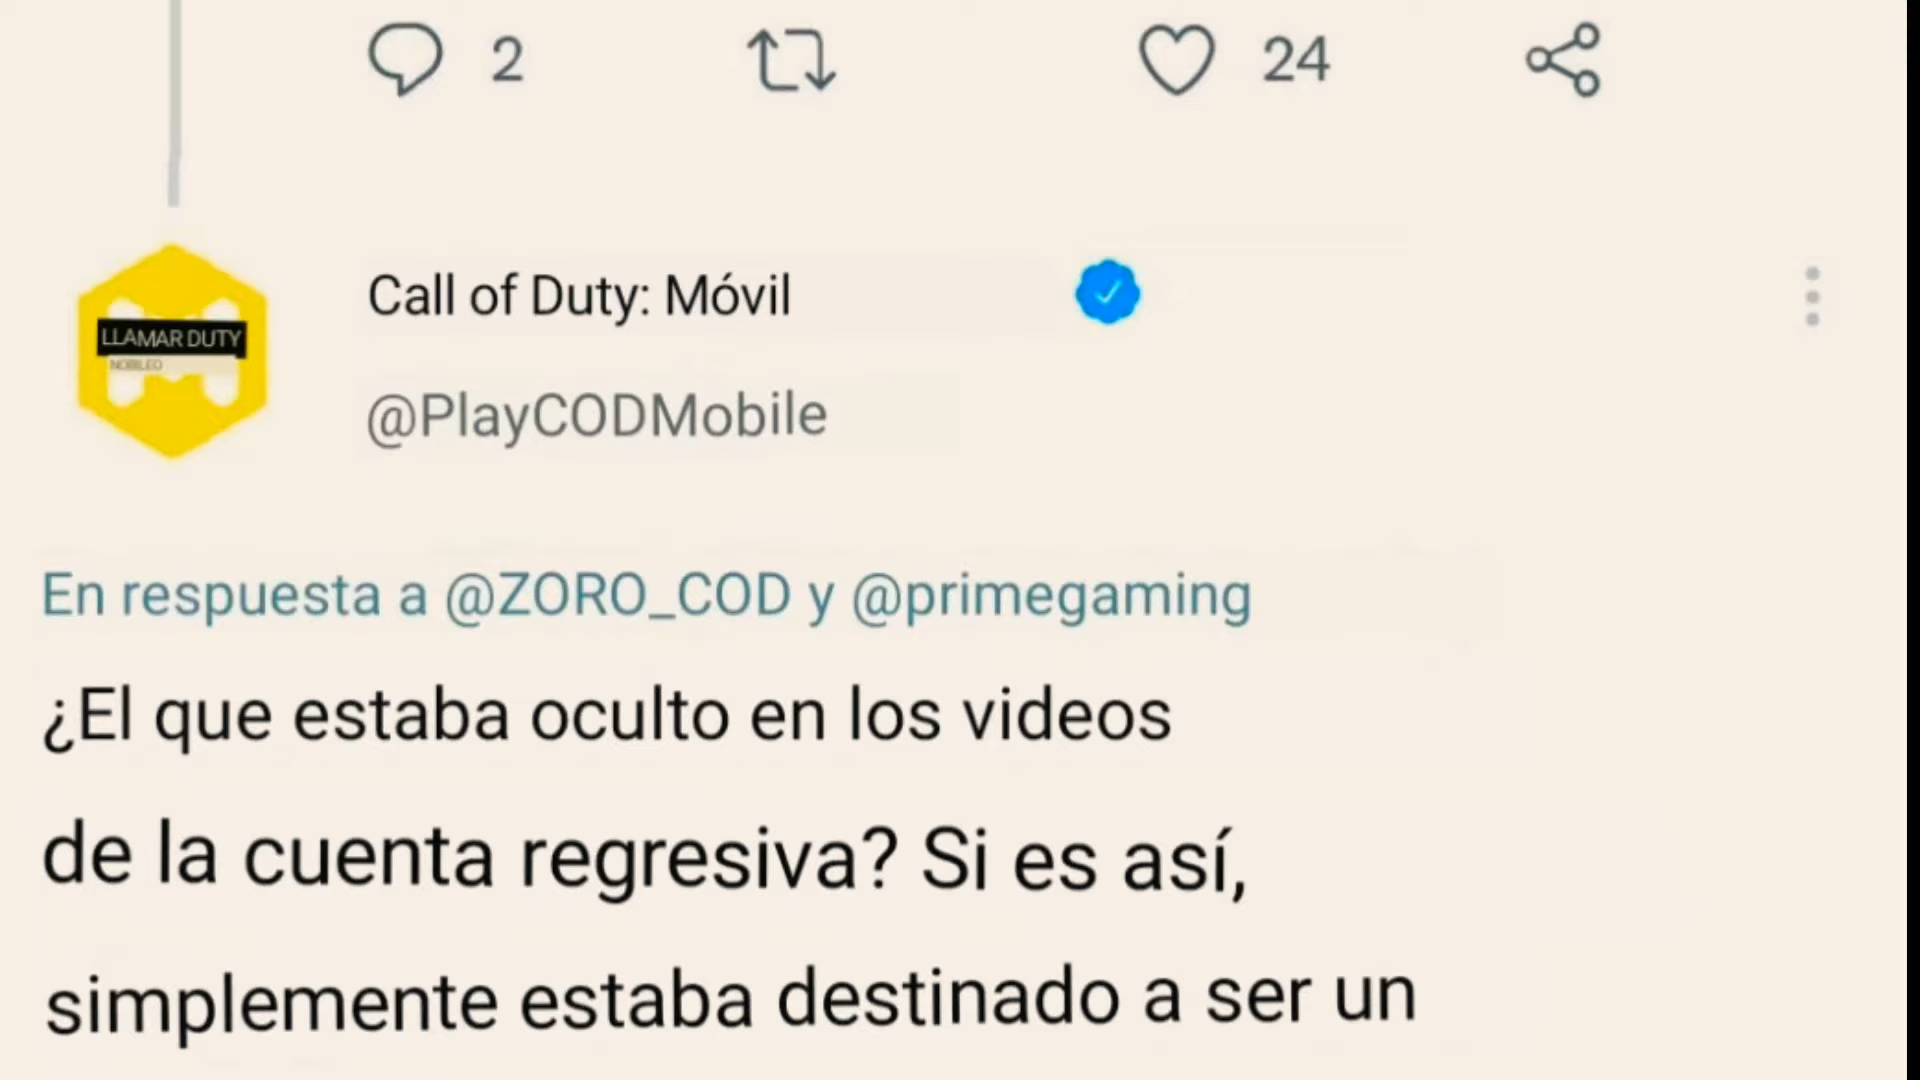 2
24
Call of Duty: Móvil
LLAMAR DUTY
@PlayCODMobile
En respuesta a @ZORO_COD y @primegaming
¿El que estaba oculto en los videos
de la cuenta regresiva? Si es así,
simplemente estaba destinado a ser un